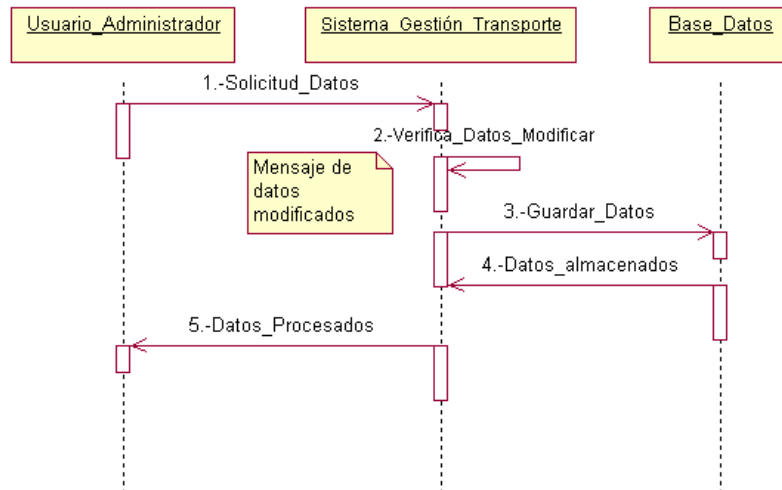 Usuario_Administrador
Sistema_Gestión_Transporte
Base_Datos
1.-Solicitud_Datos
2.-Verifica_Datos_Modificar
Mensaje de
datos
modificados
3.-Guardar_Datos
4.-Datos_almacenados
5.-Datos_Procesados